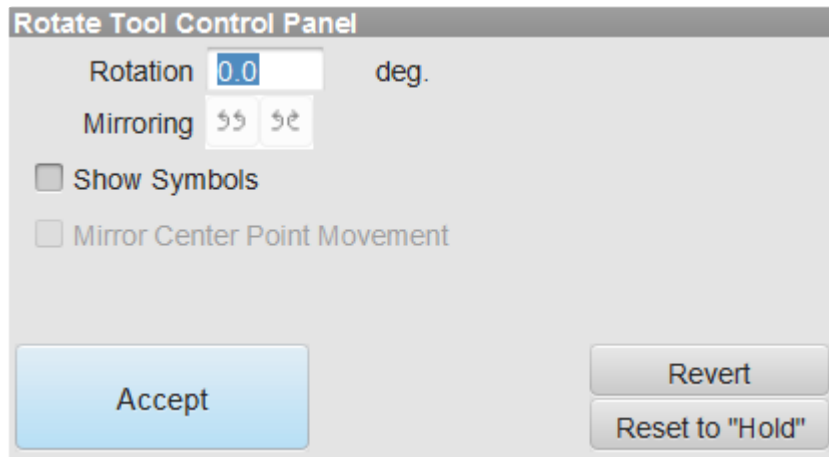 Rotate Tool Control Panel
Rotation 0.0 deg.
Mirroring
Show Symbols
Mirror Center Point Movement
Accept
Revert
Reset to "Hold"